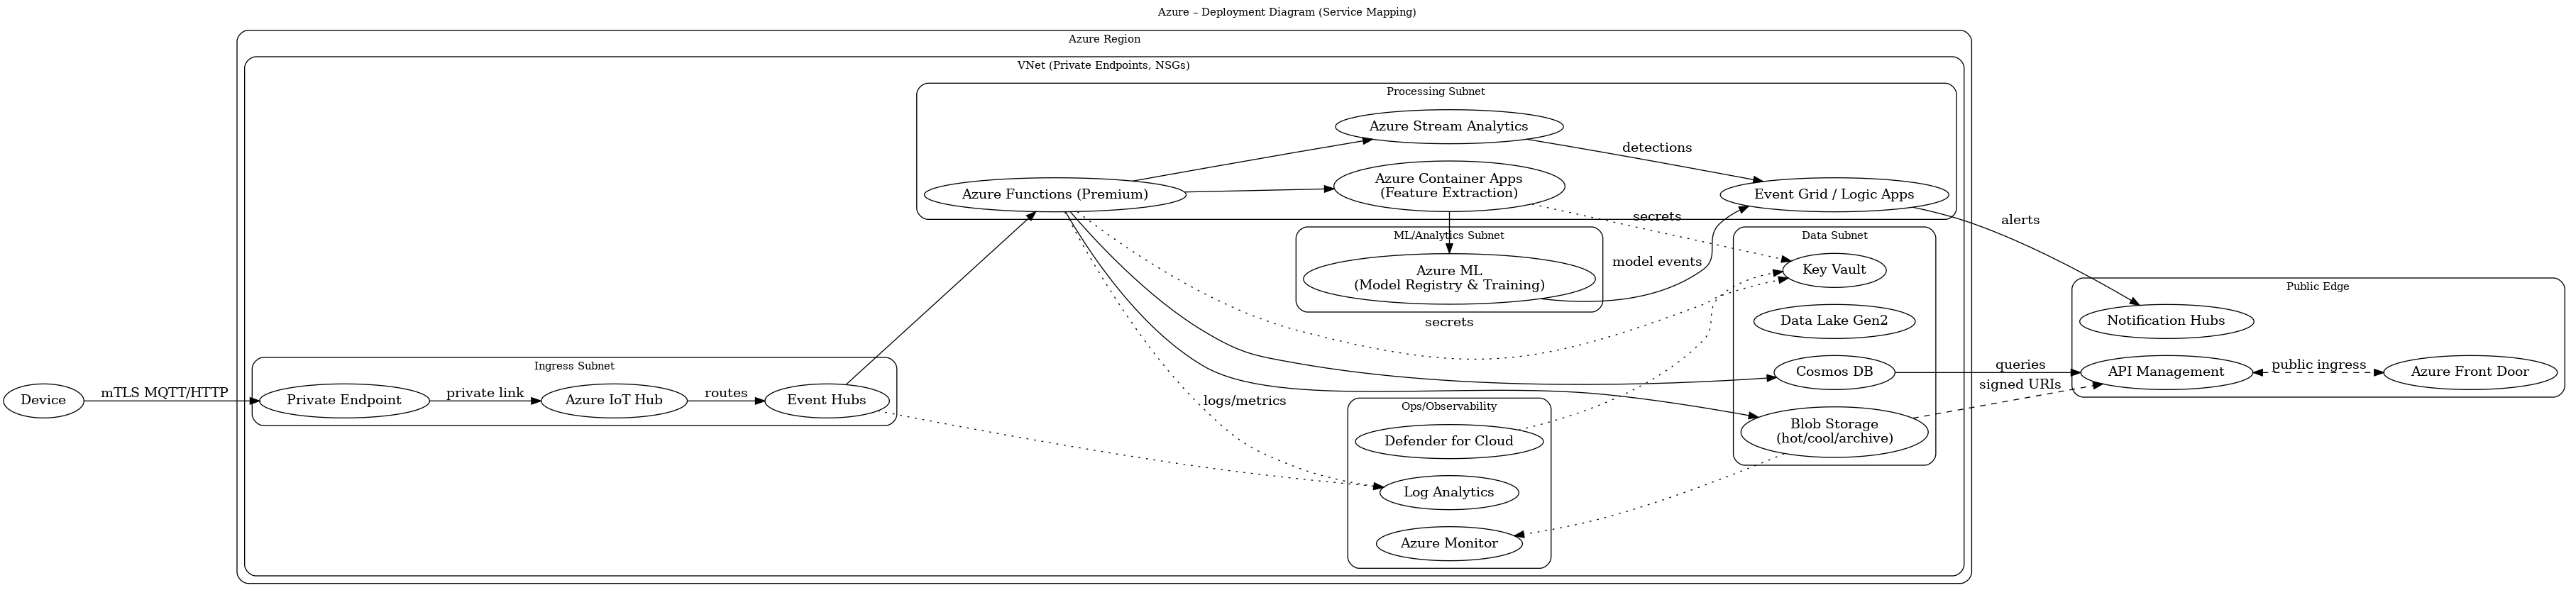 Azure – Deployment Diagram (Service Mapping)
Azure Region
VNet (Private Endpoints, NSGs)
Processing Subnet
Azure Stream Analytics
detections
Azure Container Apps
(Feature Extraction)
Azure Functions (Premium)
Event Grid / Logic Apps
secrets
alerts
ML/Analytics Subnet
Azure ML
(Model Registry & Training)
model events
secrets
Data Subnet
Key Vault
Data Lake Gen2
Cosmos DB
Blob Storage
(hot/cool/archive)
queries
signed URIs
Public Edge
Notification Hubs
API Management
public ingress
Azure Front Door
Device
mTLS MQTT/HTTP
Ingress Subnet
Private Endpoint
private link
Azure IoT Hub
routes
Event Hubs
logs/metrics
Ops/Observability
Defender for Cloud
Log Analytics
Azure Monitor